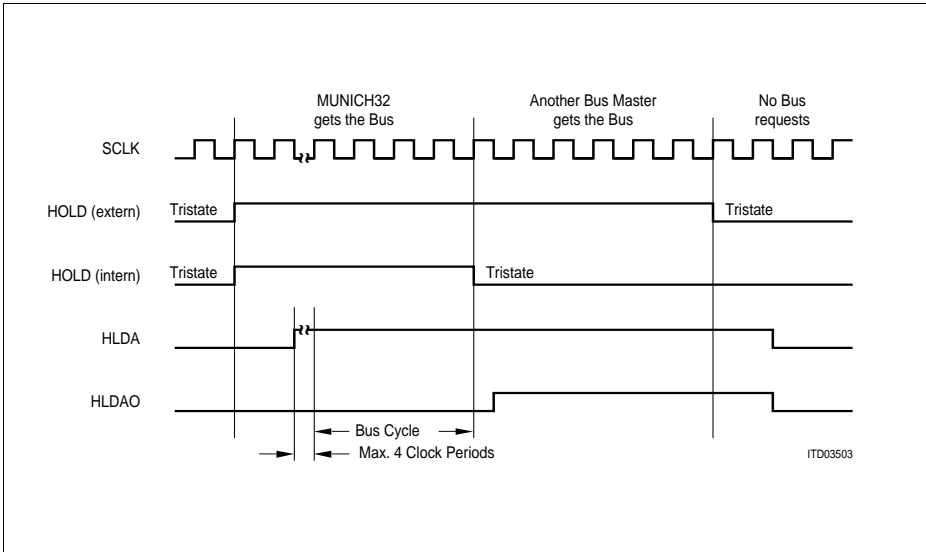 MUNICH32
gets the Bus
Another Bus Master
gets the Bus
No Bus
requests
SCLK
HOLD (extern)
Tristate
Tristate
HOLD (intern)
Tristate
Tristate
HLDA
HLDAO
Bus Cycle
Max. 4 Clock Periods
ITD03503